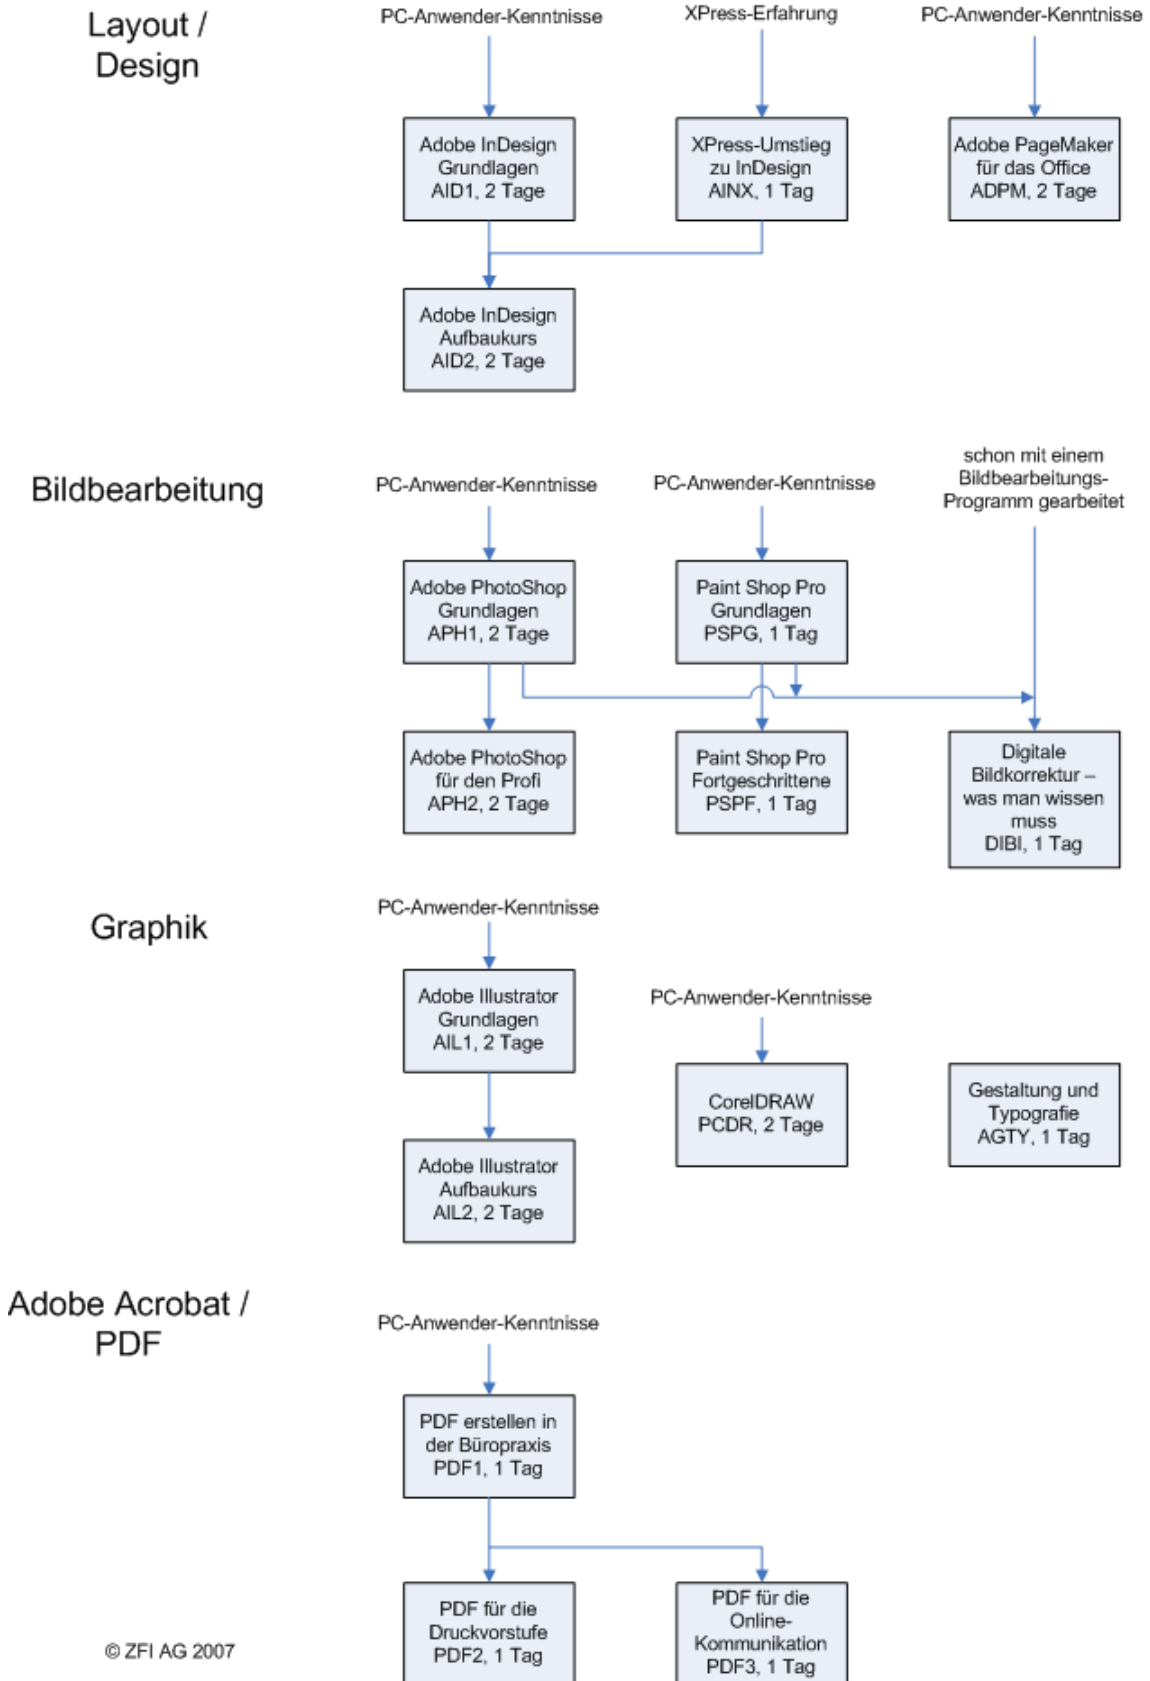 Layout /
Design
PC-Anwender-Kenntnisse
XPress-Erfahrung
PC-Anwender-Kenntnisse
Adobe InDesign
Grundlagen
AID1, 2 Tage
XPress-Umstieg
zu InDesign
AINX, 1 Tag
Adobe PageMaker
für das Office
ADPM, 2 Tage
Adobe InDesign
Aufbaukurs
AID2, 2 Tage
Bildbearbeitung
PC-Anwender-Kenntnisse
PC-Anwender-Kenntnisse
schon mit einem
Bildbearbeitungs-
Programm gearbeitet
Adobe PhotoShop
Grundlagen
APH1, 2 Tage
Paint Shop Pro
Grundlagen
PSPG, 1 Tag
Adobe PhotoShop
für den Profi
APH2, 2 Tage
Paint Shop Pro
Fortgeschrittene
PSPF, 1 Tag
Digitale
Bildkorrektur –
was man wissen
muss
DIBI, 1 Tag
Graphik
PC-Anwender-Kenntnisse
Adobe Illustrator
Grundlagen
AIL1, 2 Tage
PC-Anwender-Kenntnisse
CorelDRAW
PCDR, 2 Tage
Gestaltung und
Typografie
AGTY, 1 Tag
Adobe Illustrator
Aufbaukurs
AIL2, 2 Tage
Adobe Acrobat /
PDF
PC-Anwender-Kenntnisse
PDF erstellen in
der Büropraxis
PDF1, 1 Tag
PDF für die
Druckvorstufe
PDF2, 1 Tag
PDF für die
Online-
Kommunikation
PDF3, 1 Tag
© ZFI AG 2007